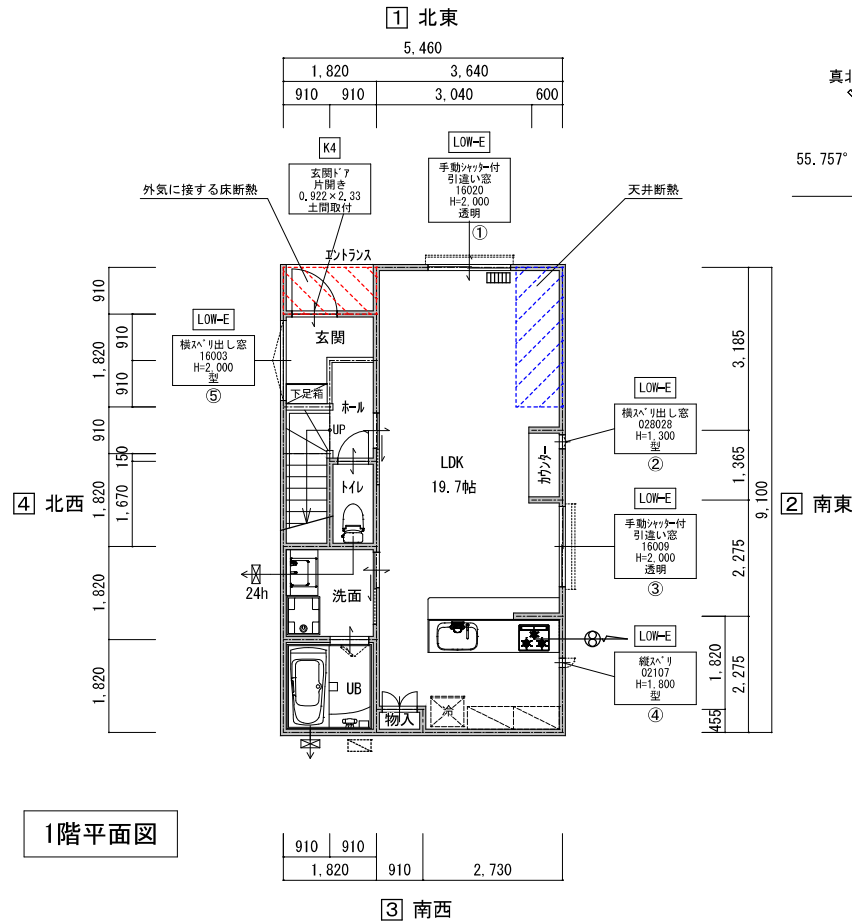 1 北東
5,460
1,820 3,640
910 910 3,040 600
真北
55.757°
K4
玄関ドア
片開き
0.922×2.33
土間取付
LOW-E
手動シャッター付
引違い窓
16020
H=2,000
透明
①
外気に接する床断熱
天井断熱
エントランス
LOW-E
横スベリ出し窓
16003
H=2,000
型
⑤
玄関
下足箱
ホール
UP
トイレ
LDK
19.7帖
カウンター
洗面
24h
UB
物入
冷
LOW-E
横スベリ出し窓
028028
H=1,300
型
②
LOW-E
手動シャッター付
引違い窓
16009
H=2,000
透明
③
LOW-E
縦スベリ
02107
H=1,800
型
④
910
1,820
910
910
910
150
1,820
1,670
1,820
1,820
4 北西
3,185
1,365
2,275
1,820
2,275
455
9,100
2 南東
1階平面図
910 910
1,820 910 2,730
3 南西